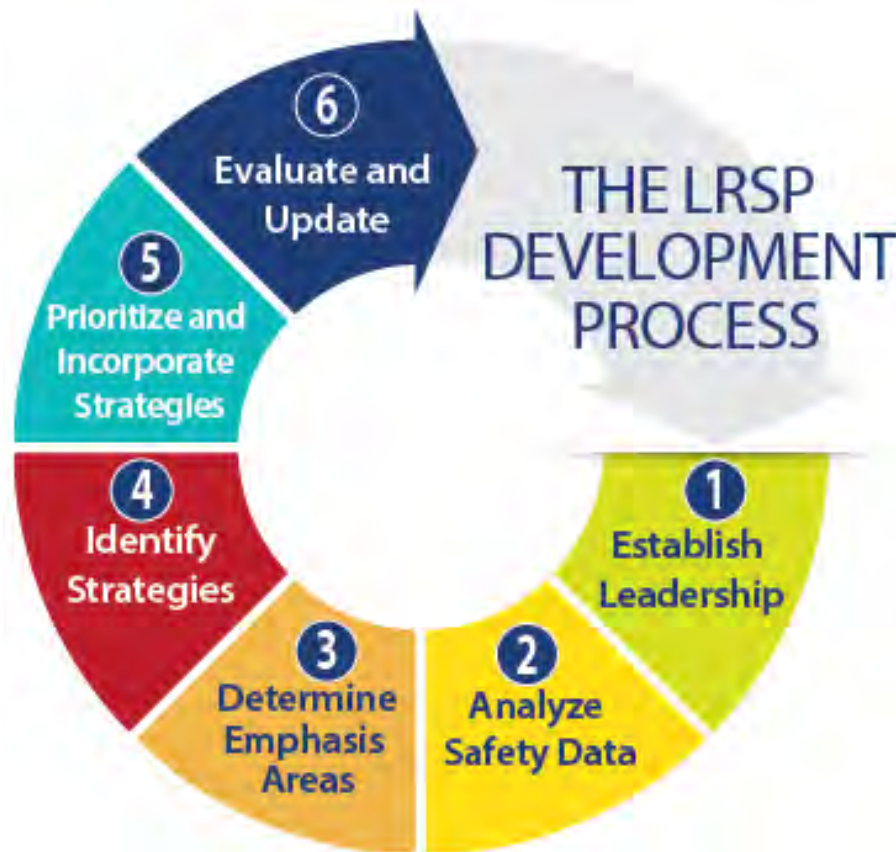 THE LRSP
DEVELOPMENT
PROCESS
1
Establish
Leadership
2
Analyze
Safety Data
3
Determine
Emphasis
Areas
4
Identify
Strategies
5
Prioritize and
Incorporate
Strategies
6
Evaluate and
Update